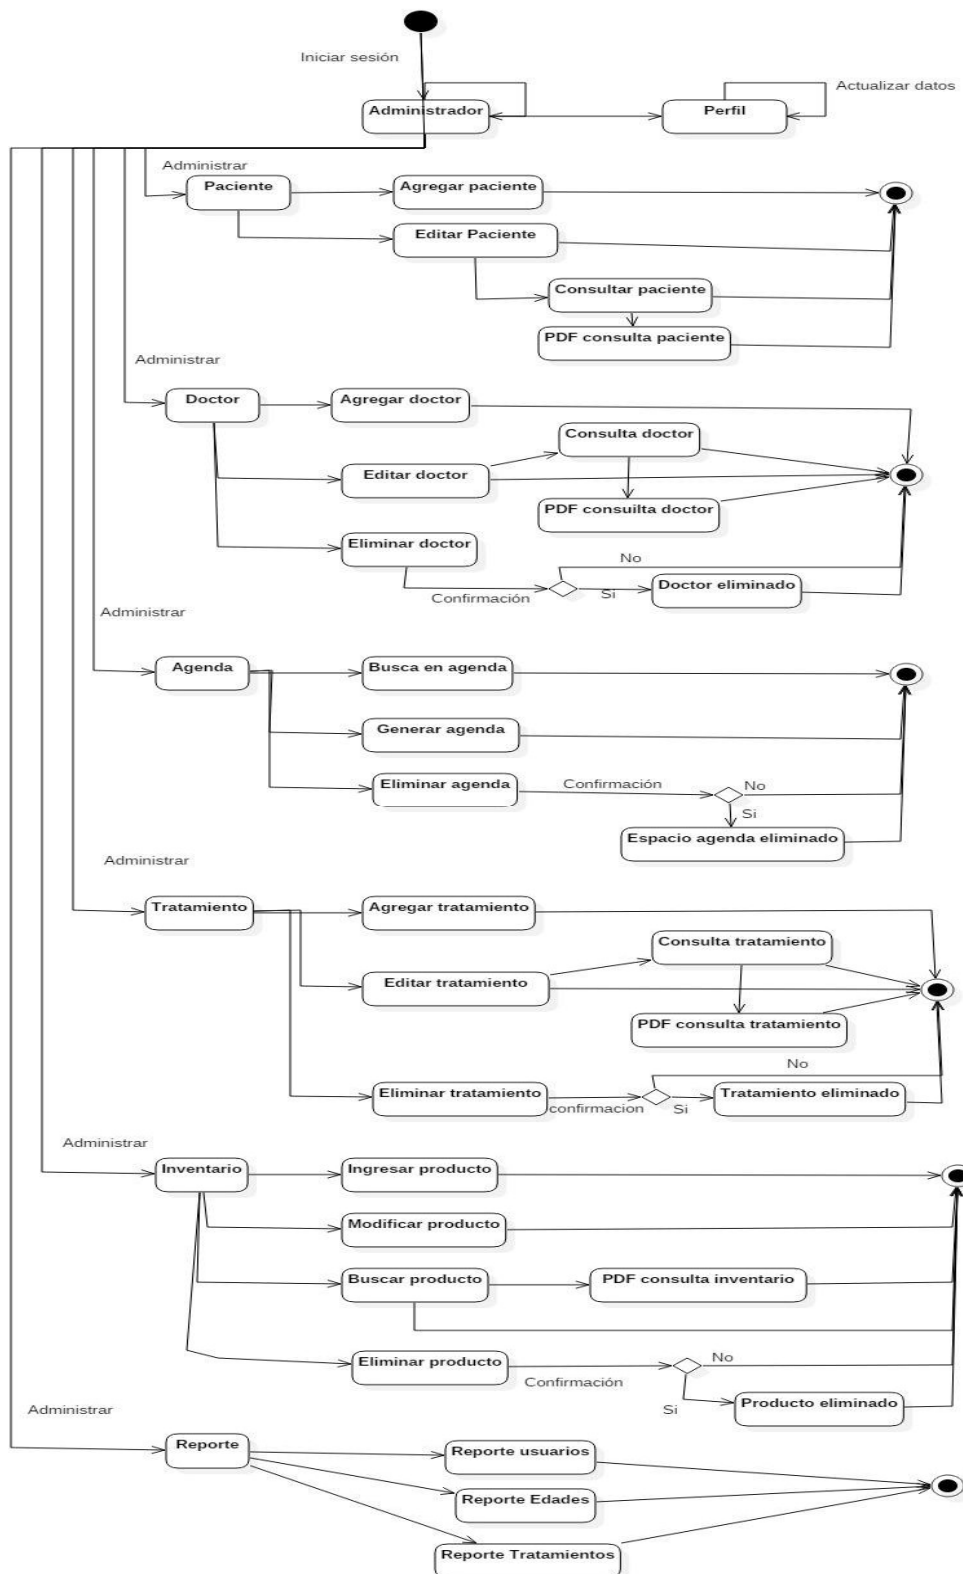 Iniciar sesión
Actualizar datos
Administrador
Perfil
Administrar
Paciente
Agregar paciente
Editar Paciente
Consultar paciente
PDF consulta paciente
Administrar
Doctor
Agregar doctor
Consulta doctor
Editar doctor
PDF consuilta doctor
Eliminar doctor
No
Confirmación
Si
Doctor eliminado
Administrar
Agenda
Busca en agenda
Generar agenda
Eliminar agenda
Confirmación
No
Si
Espacio agenda eliminado
Administrar
Tratamiento
Agregar tratamiento
Consulta tratamiento
Editar tratamiento
PDF consulta tratamiento
No
Eliminar tratamiento
confirmacion
Si
Tratamiento eliminado
Administrar
Inventario
Ingresar producto
Modificar producto
Buscar producto
PDF consulta inventario
Eliminar producto
Confirmación
No
Si
Producto eliminado
Administrar
Reporte
Reporte usuarios
Reporte Edades
Reporte Tratamientos